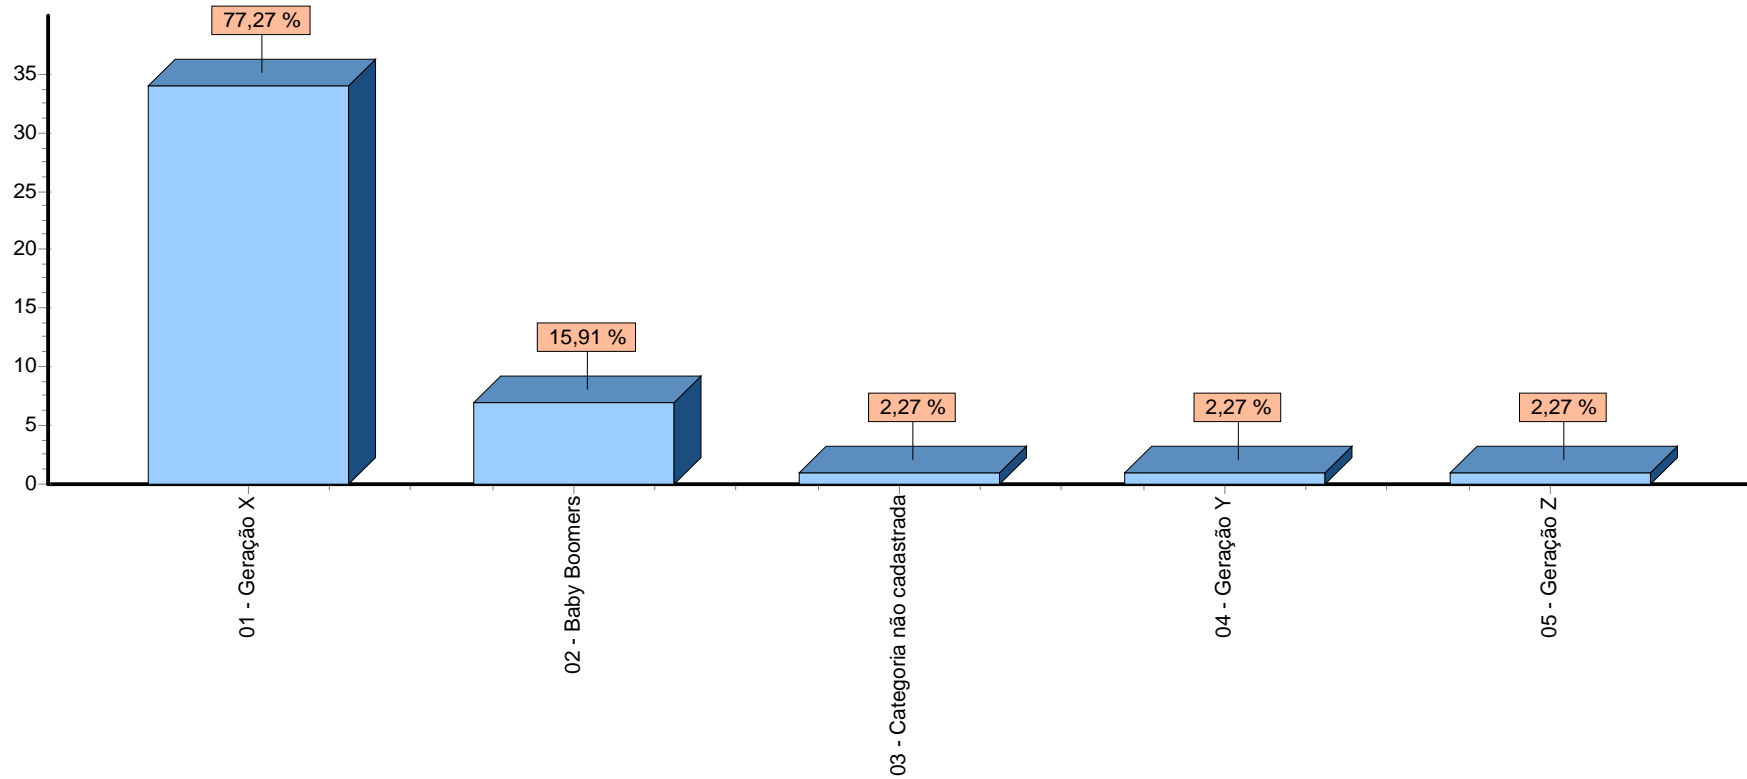 77,27 %
35
30
25
20
15
10
5
0
15,91 %
2,27 %
2,27 %
2,27 %
01 - Geração X
02 - Baby Boomers
03 - Categoria não cadastrada
04 - Geração Y
05 - Geração Z